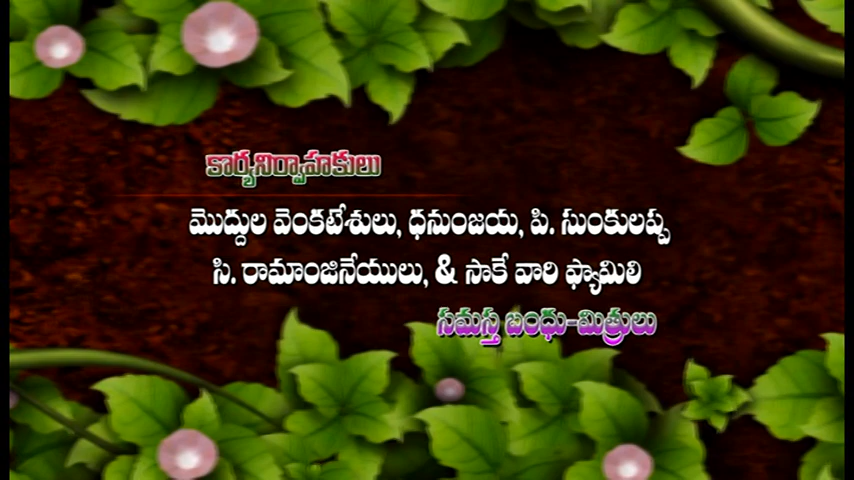 కార్యనిర్వాహకులు
మొద్దుల వెంకటేశులు, ధనుంజయ, పి. సుంకులప్ప
సి. రామాంజినేయులు, & సాకే వారి ఫ్యామిలి
సమస్త బంధు-మిత్రులు